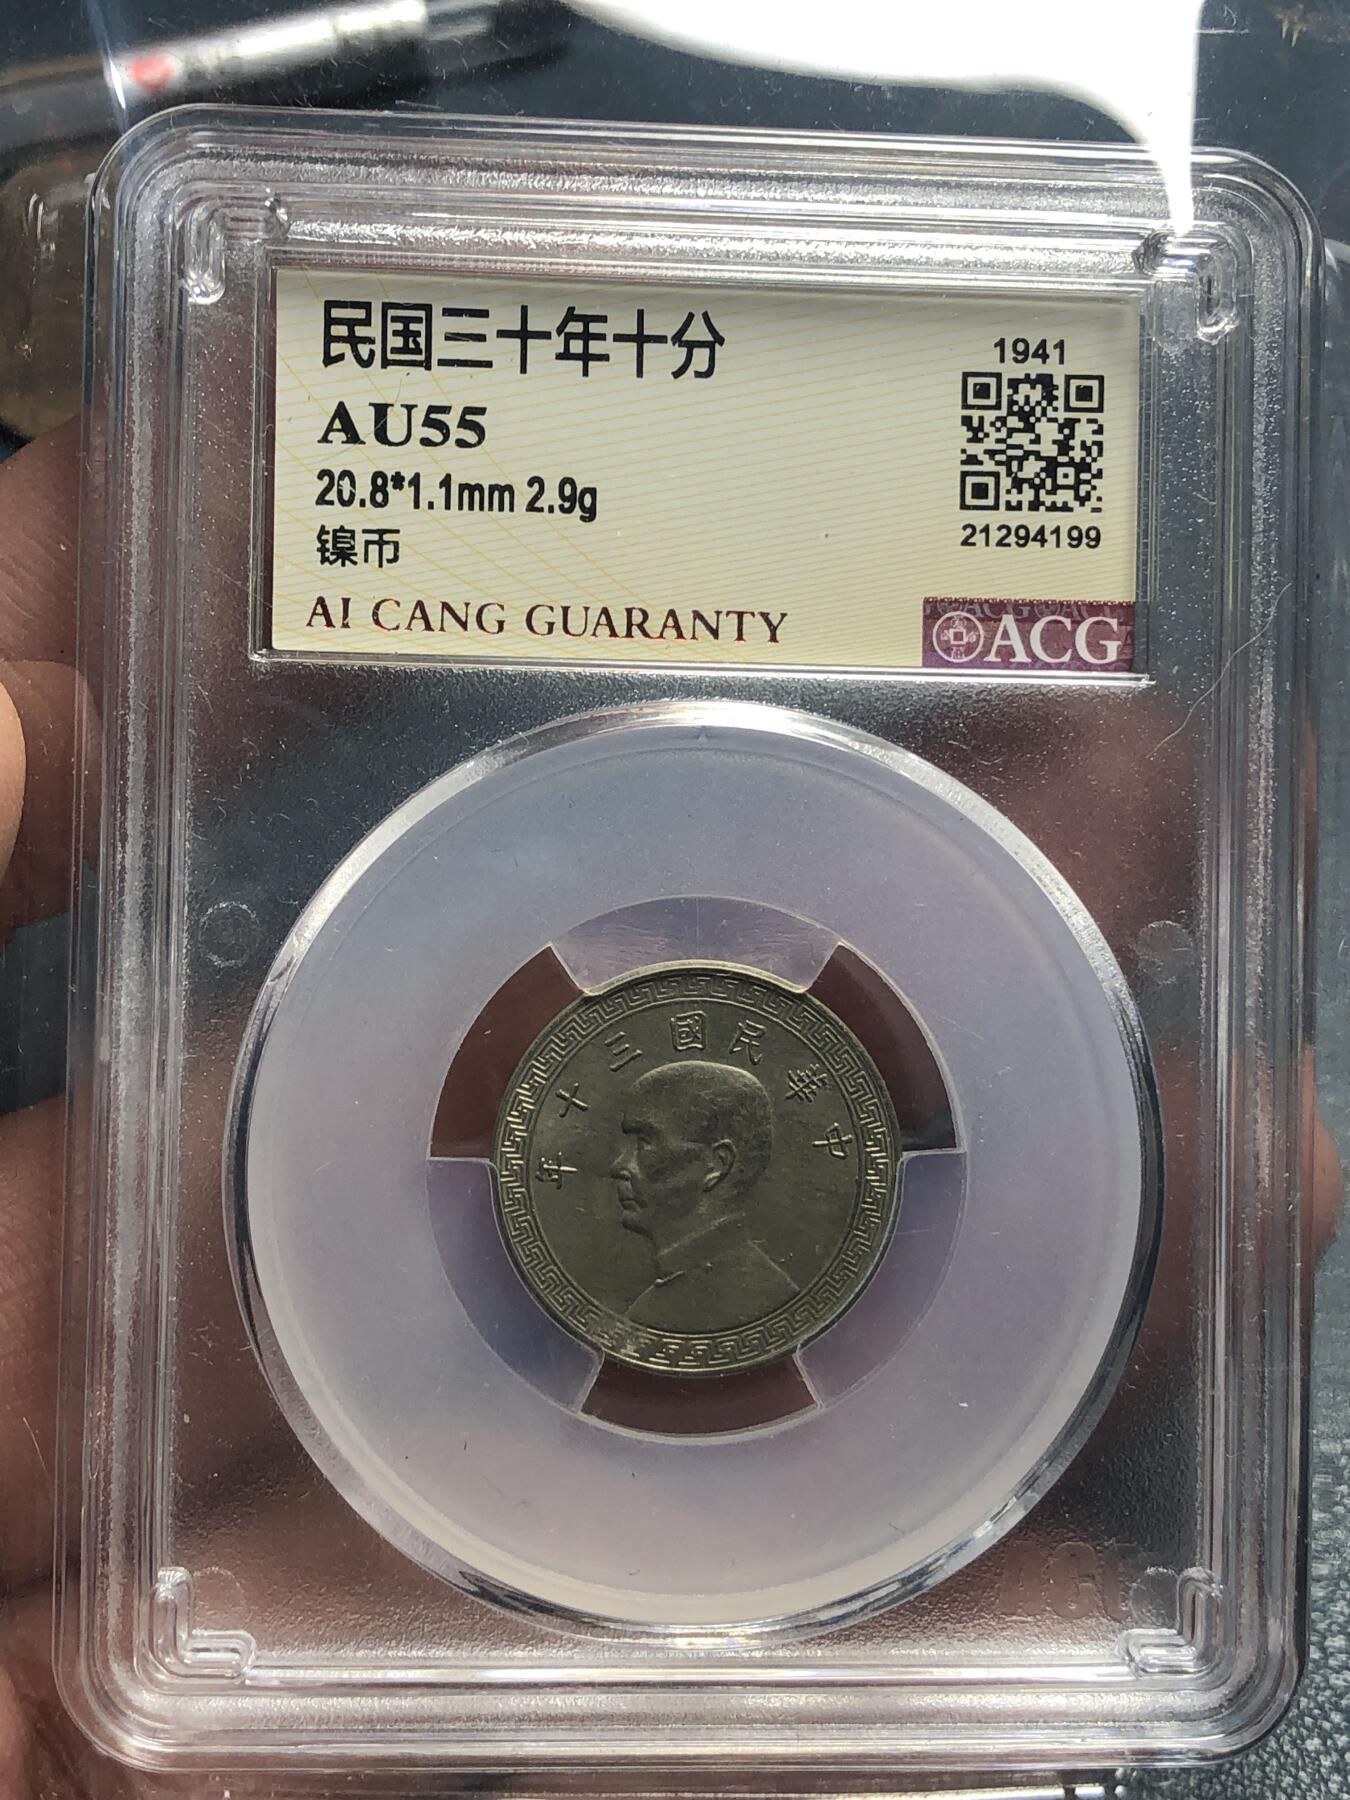 民国三十年十分
AU55
20.8*1.1mm 2.9g
镍币
AI CANG GUARANTY
1941
21294199
ACG
中華民國三十年